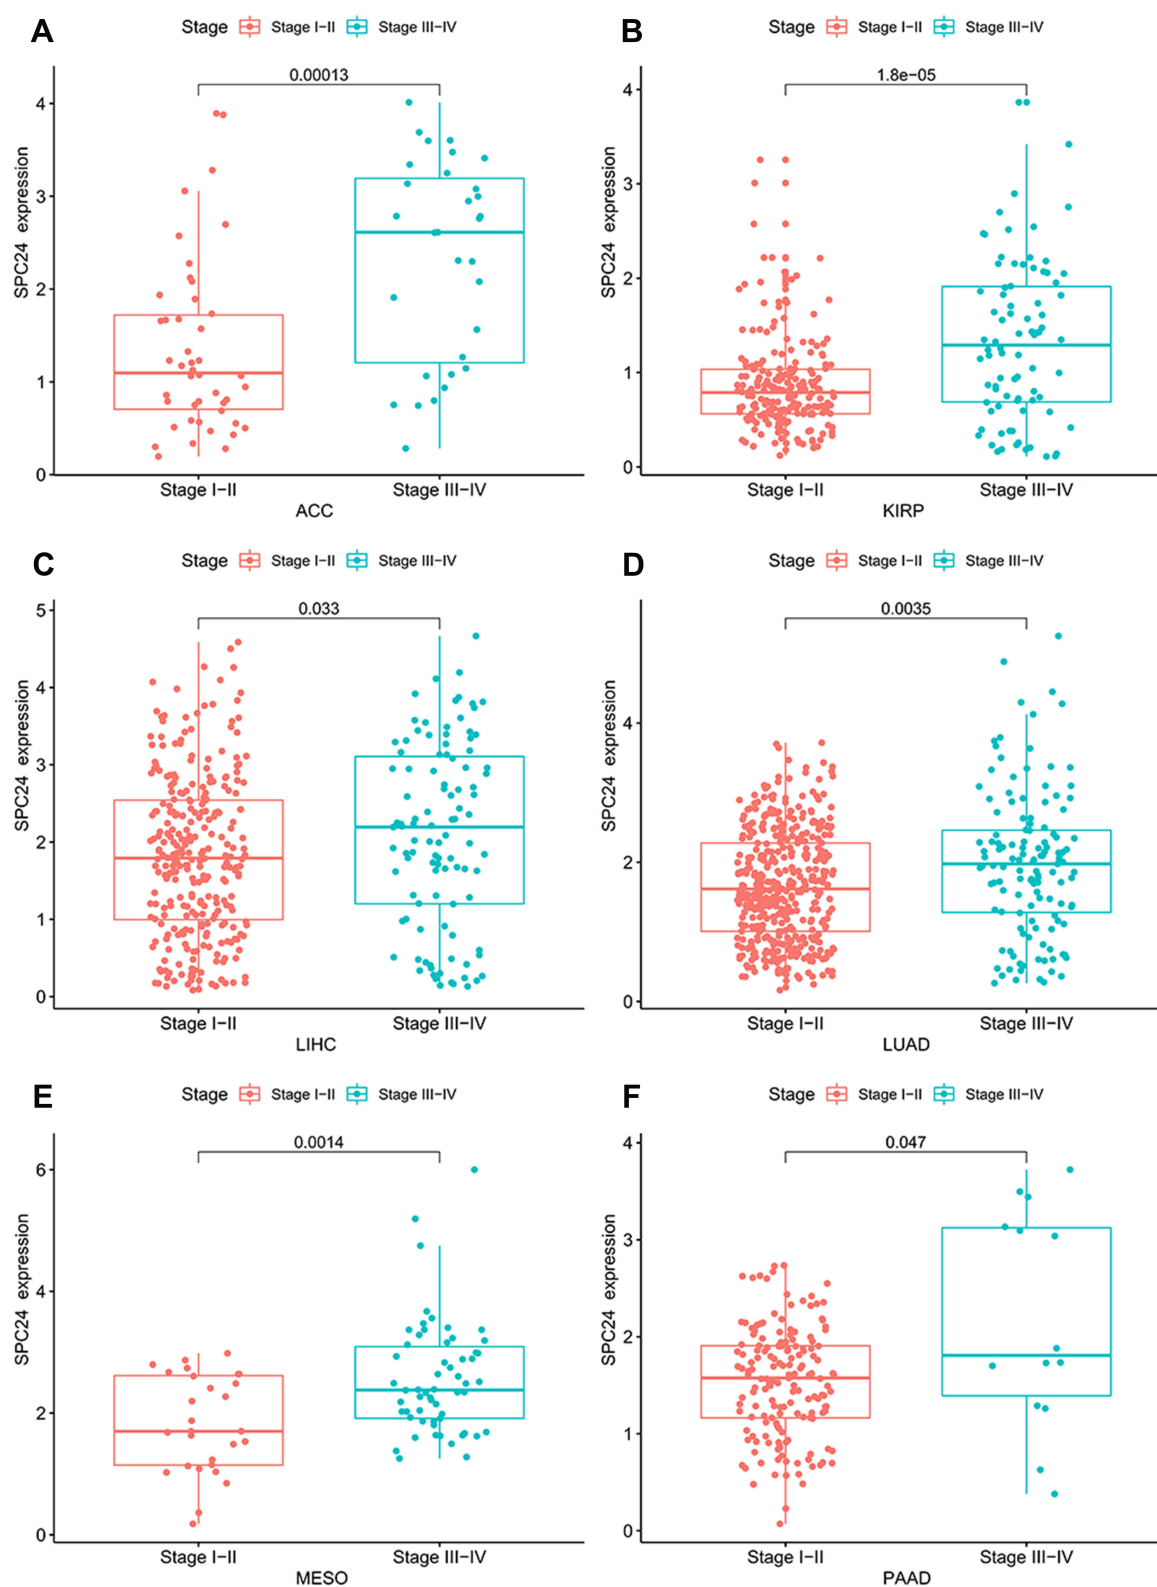 A
Stage Stage I−II Stage III−IV
0.00013
SPC24 expression
4
3
2
1
0
Stage I−II Stage III−IV
ACC
B
Stage Stage I−II Stage III−IV
1.8e−05
SPC24 expression
4
3
2
1
0
Stage I−II Stage III−IV
KIRP
C
Stage Stage I−II Stage III−IV
0.033
SPC24 expression
5
4
3
2
1
0
Stage I−II Stage III−IV
LIHC
D
Stage Stage I−II Stage III−IV
0.0035
SPC24 expression
4
2
0
Stage I−II Stage III−IV
LUAD
E
Stage Stage I−II Stage III−IV
0.0014
SPC24 expression
6
4
2
0
Stage I−II Stage III−IV
MESO
F
Stage Stage I−II Stage III−IV
0.047
SPC24 expression
4
3
2
1
0
Stage I−II Stage III−IV
PAAD